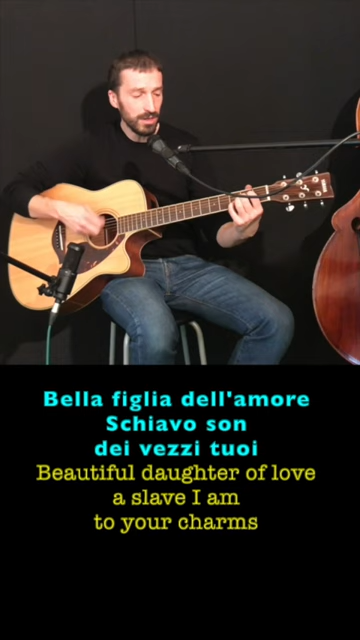 Bella figlia dell'amore
Schiavo son
dei vezzi tuoi
Beautiful daughter of love
a slave I am
to your charms